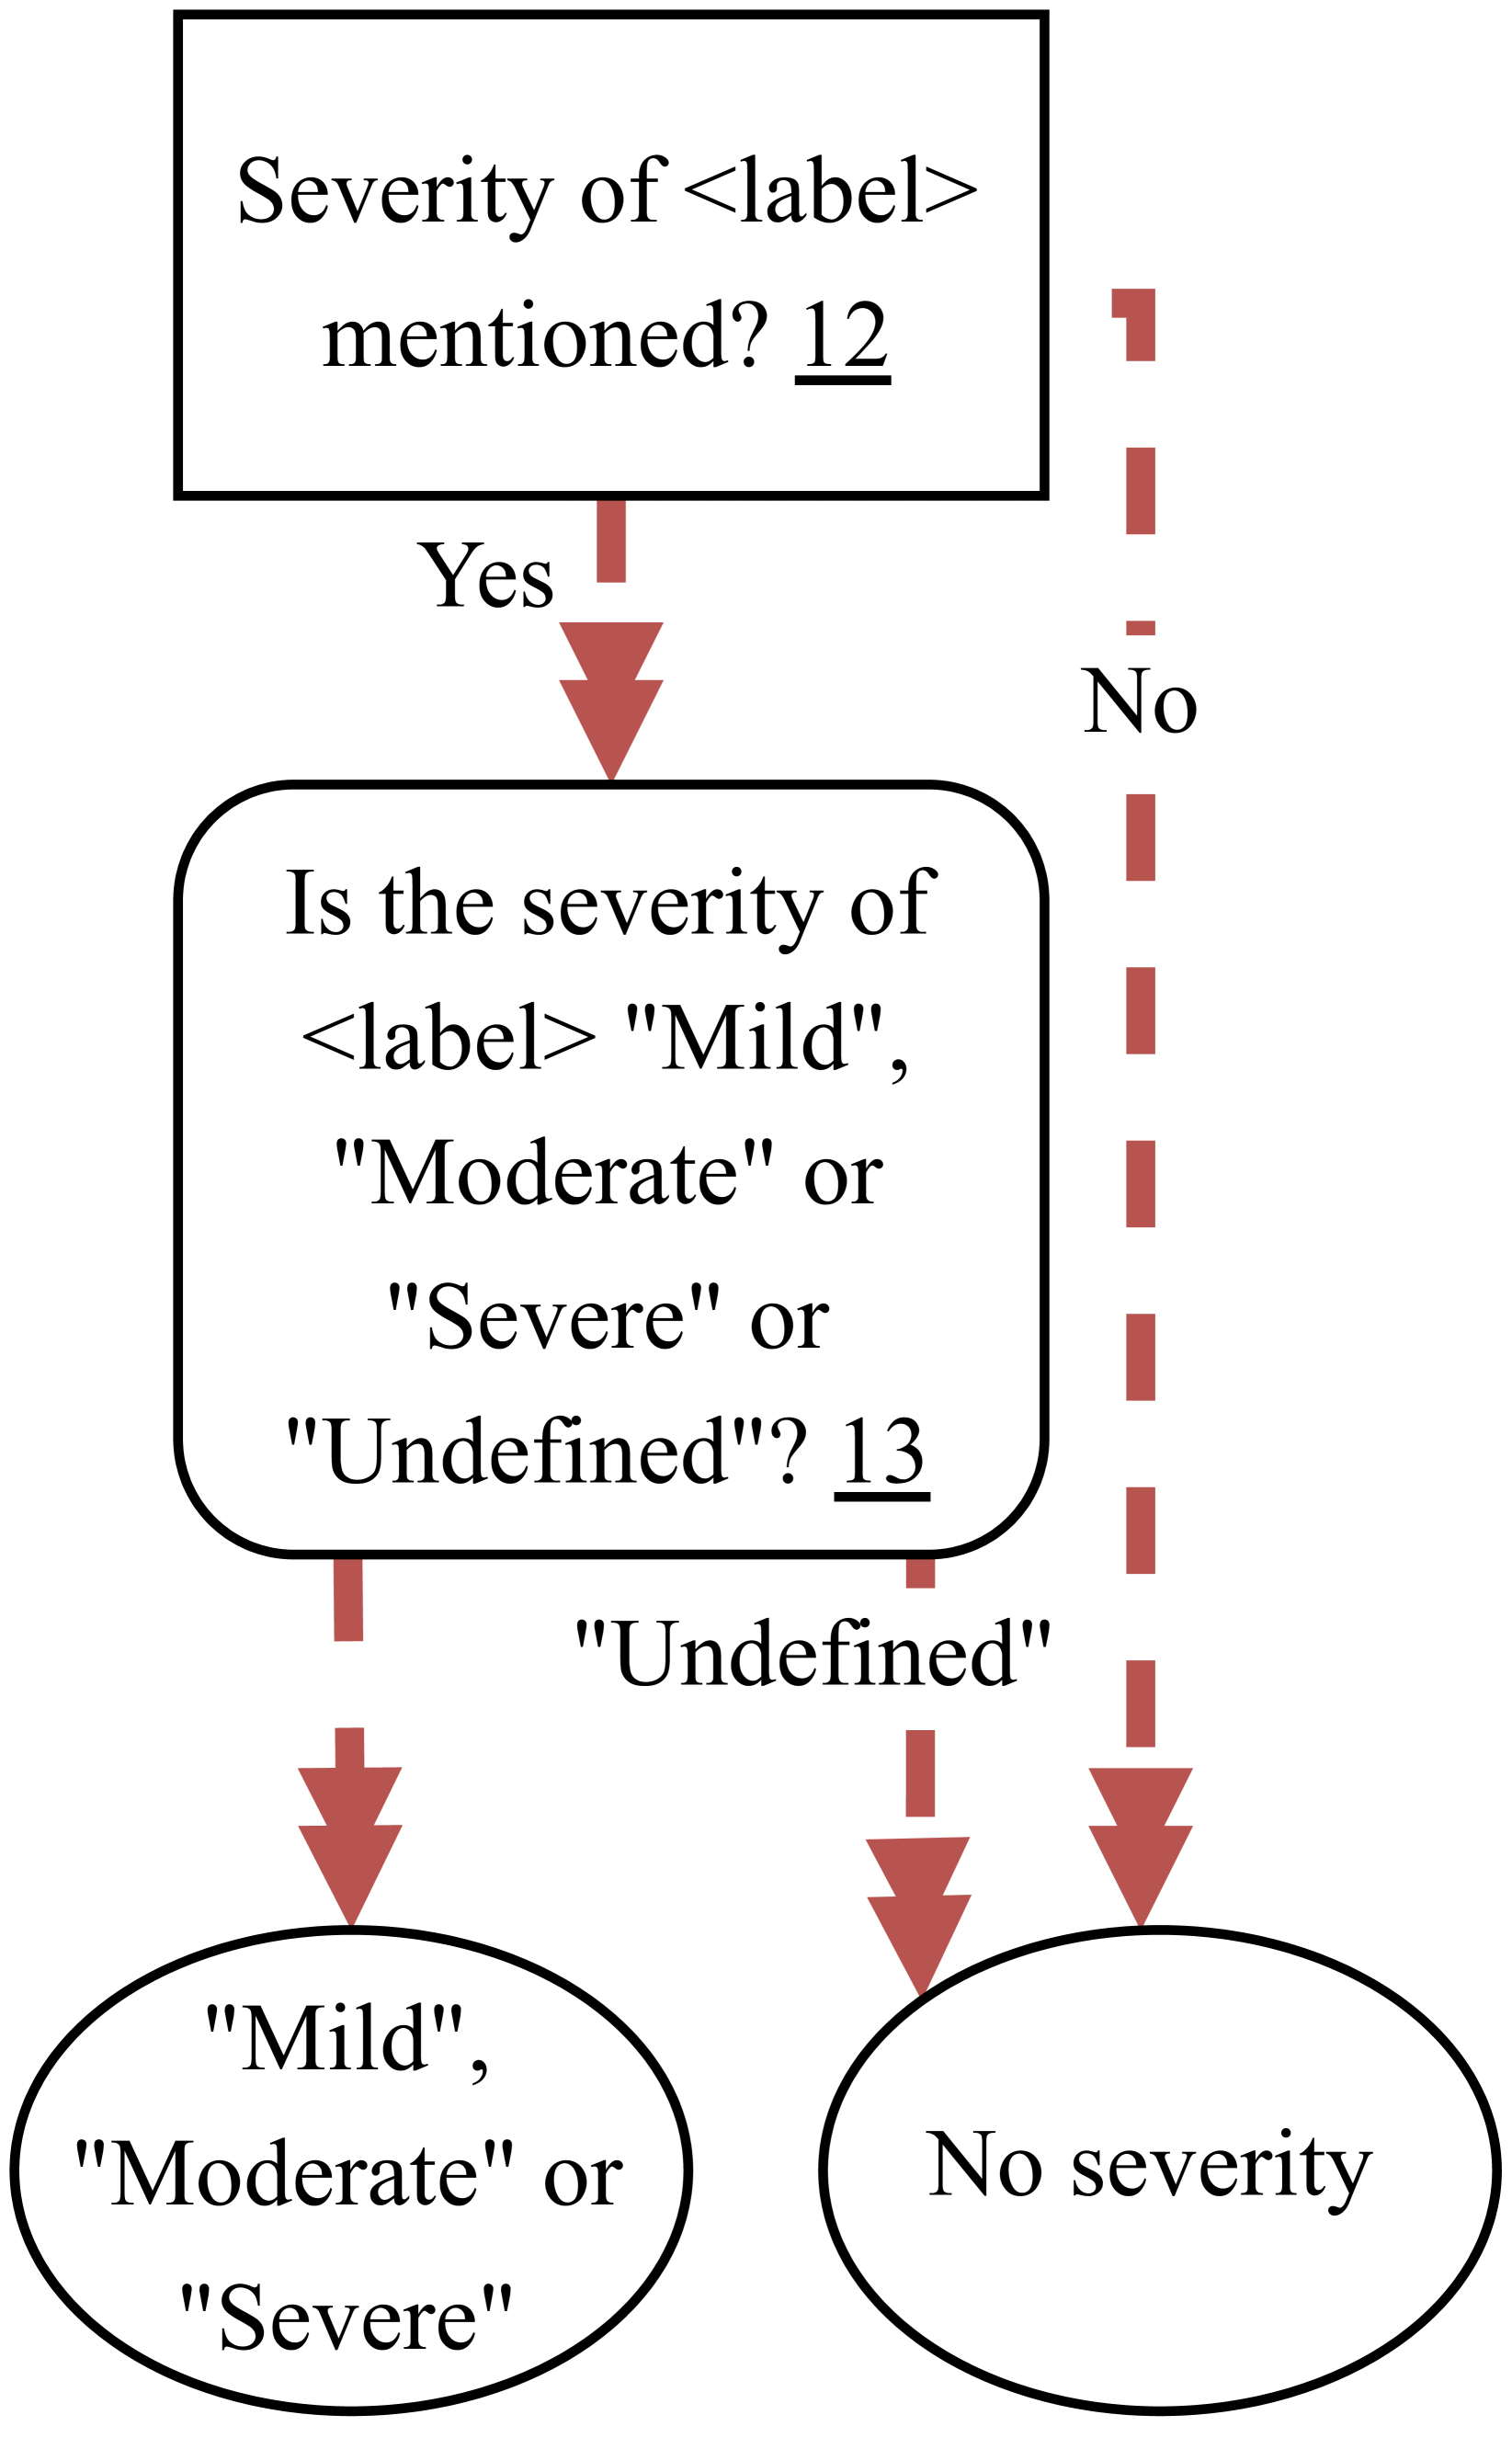 Severity of <label>
mentioned? 12
Yes
No
Is the severity of
<label> "Mild",
"Moderate" or
"Severe" or
"Undefined"? 13
"Undefined"
"Mild",
"Moderate" or
"Severe"
No severity